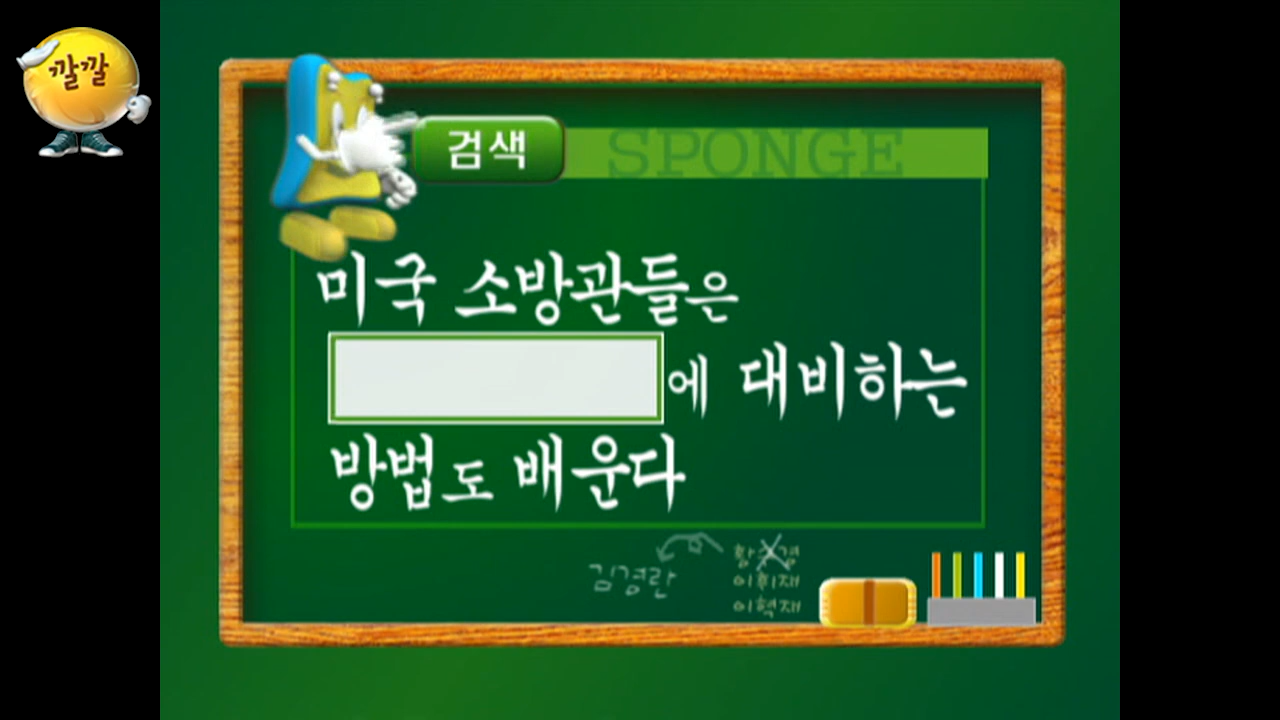 깔깔
검색
SPONGE
미국 소방관들은
에 대비하는
방법도 배운다
김경란
이휘재
이혁재